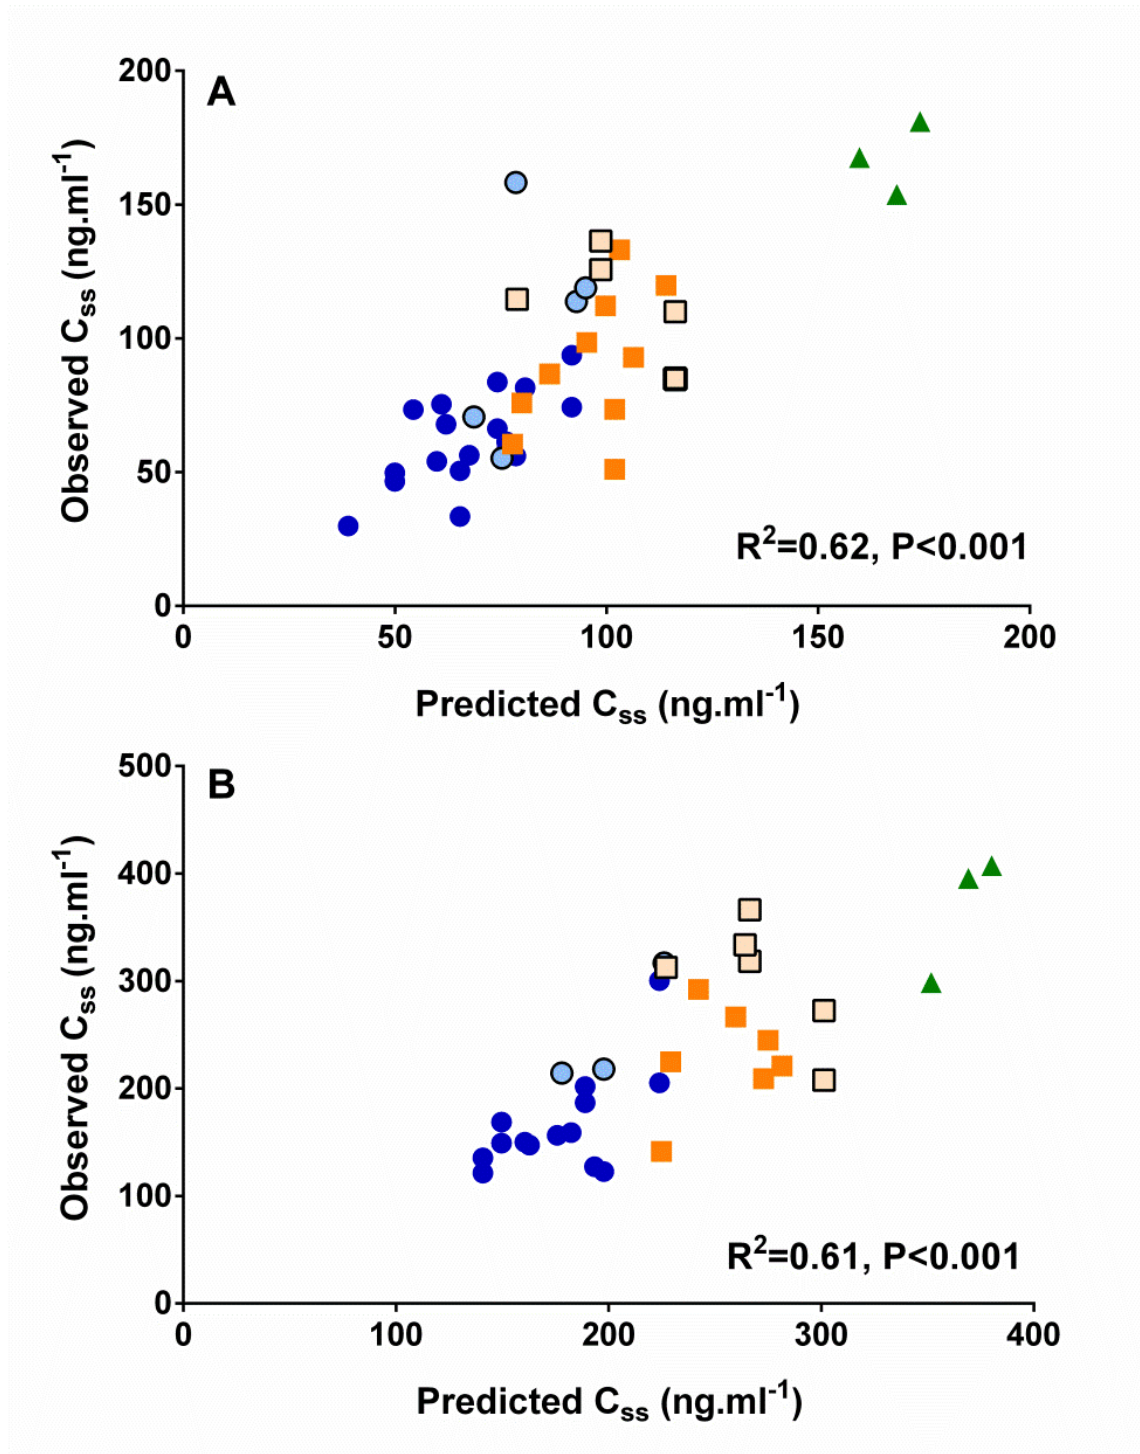 A
200
150
100
50
0
Observed Css (ng.ml-1)
R2=0.62, P<0.001
0 50 100 150 200
Predicted Css (ng.ml-1)
B
500
400
300
200
100
0
Observed Css (ng.ml-1)
R2=0.61, P<0.001
0 100 200 300 400
Predicted Css (ng.ml-1)